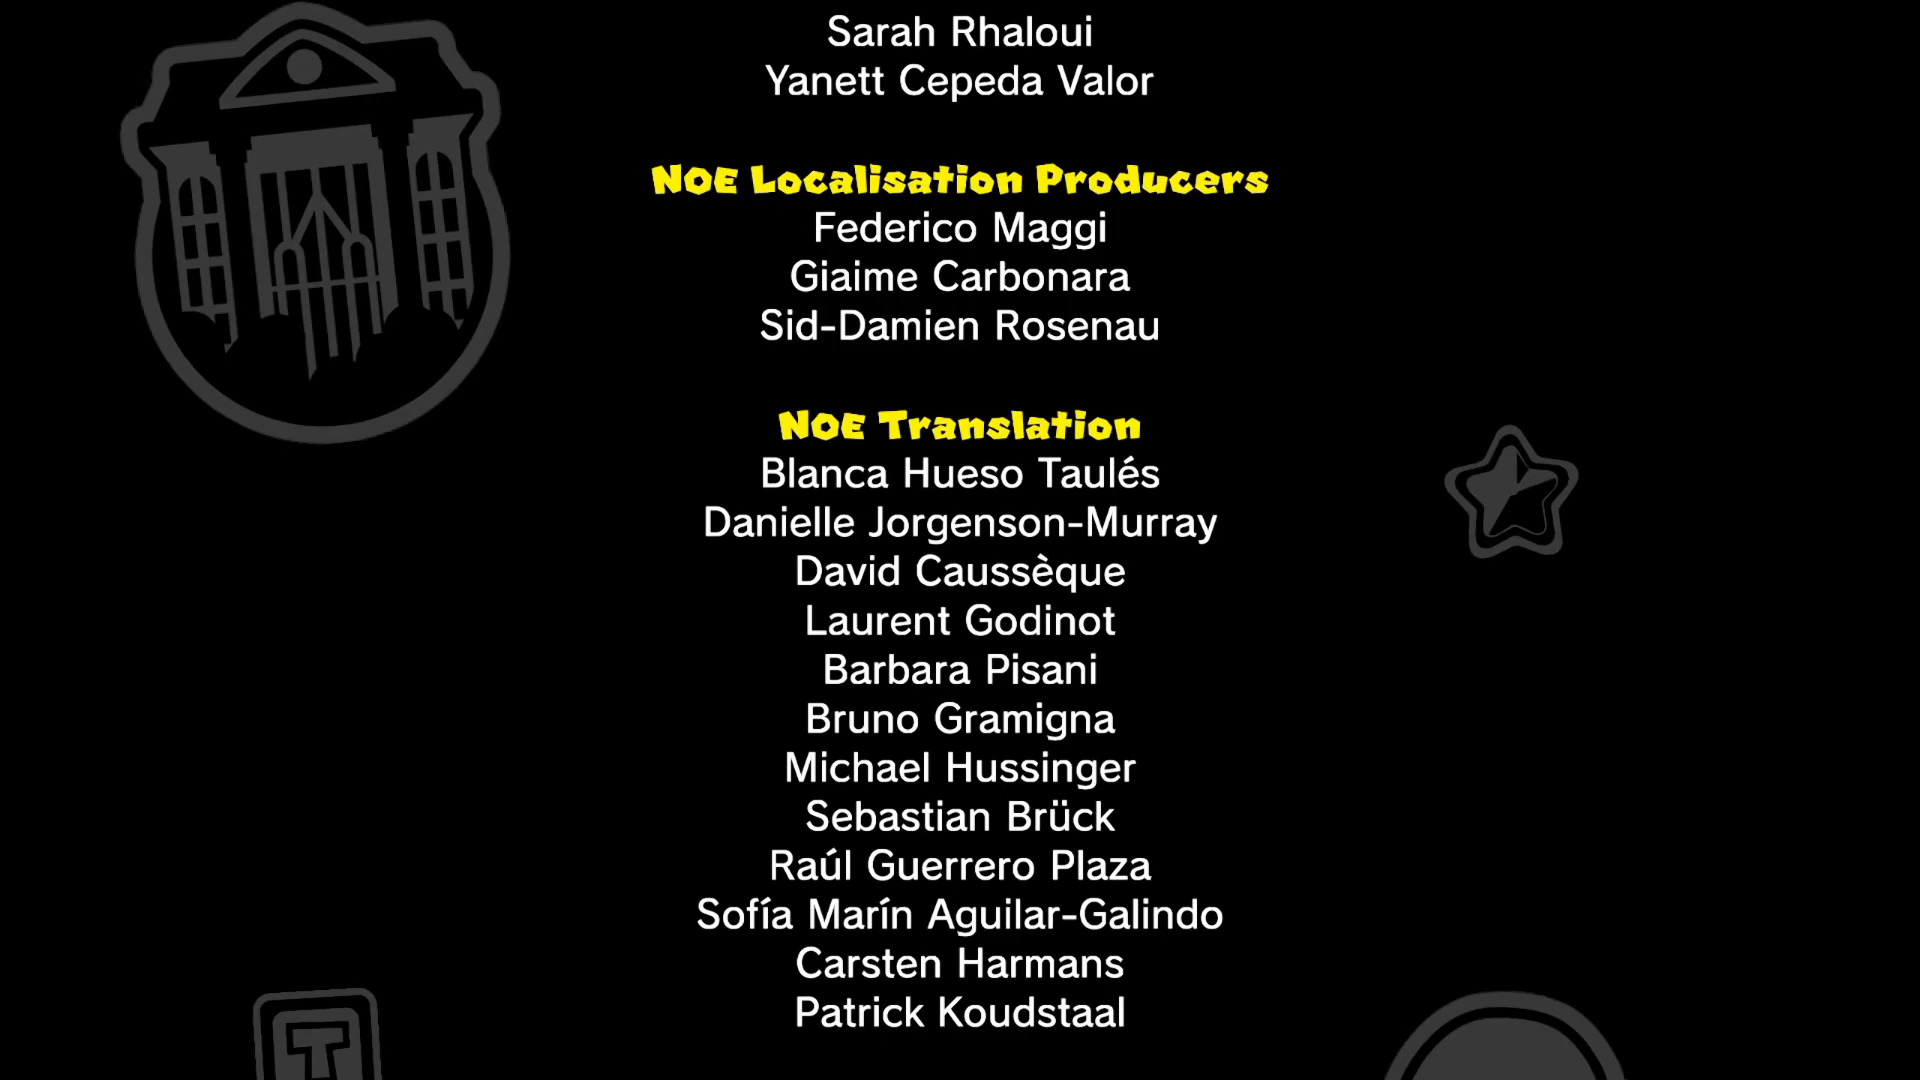 Sarah Rhaloui
Yanett Cepeda Valor
NOE Localisation Producers
Federico Maggi
Giaime Carbonara
Sid-Damien Rosenau
NOE Translation
Blanca Hueso Taulés
Danielle Jorgenson-Murray
David Caussèque
Laurent Godinot
Barbara Pisani
Bruno Gramigna
Michael Hussinger
Sebastian Brück
Raúl Guerrero Plaza
Sofía Marín Aguilar-Galindo
Carsten Harmans
Patrick Koudstaal
T